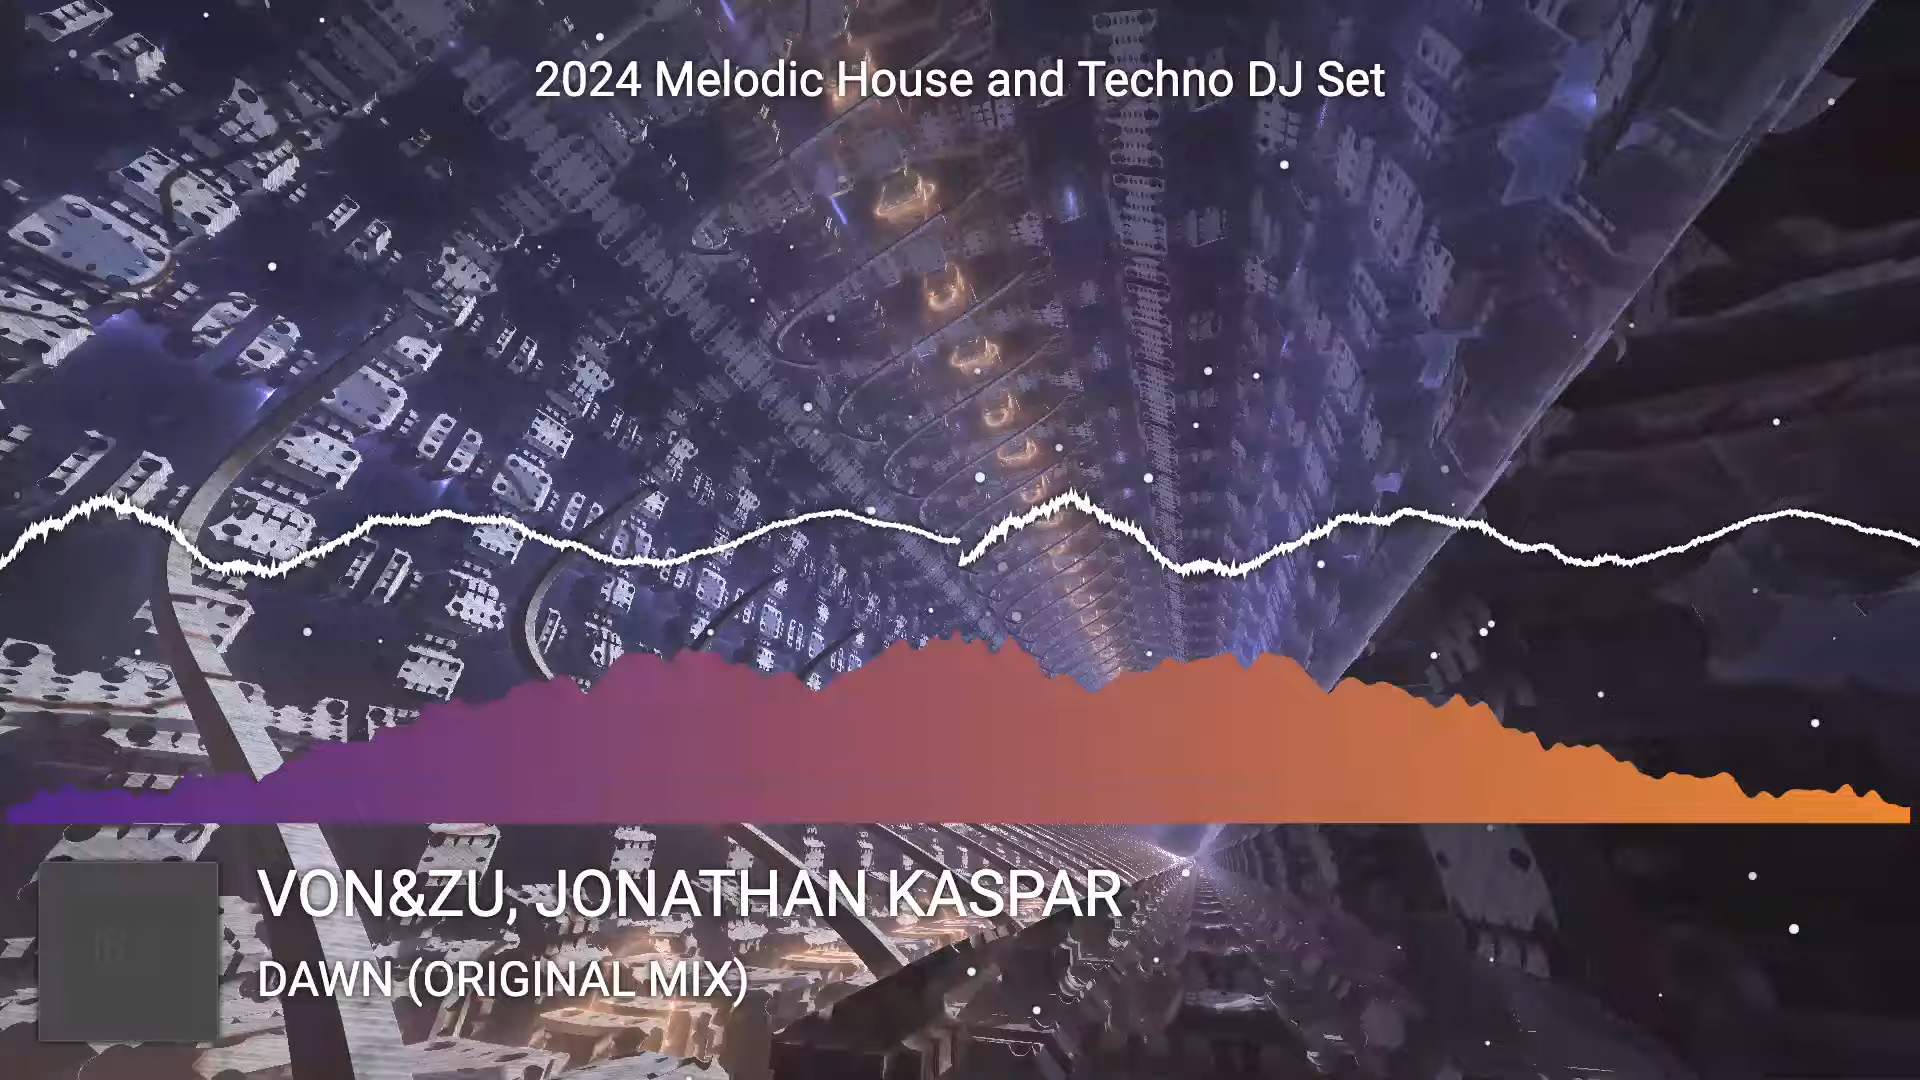 2024 Melodic House and Techno DJ Set
VON&ZU, JONATHAN KASPAR
DAWN (ORIGINAL MIX)